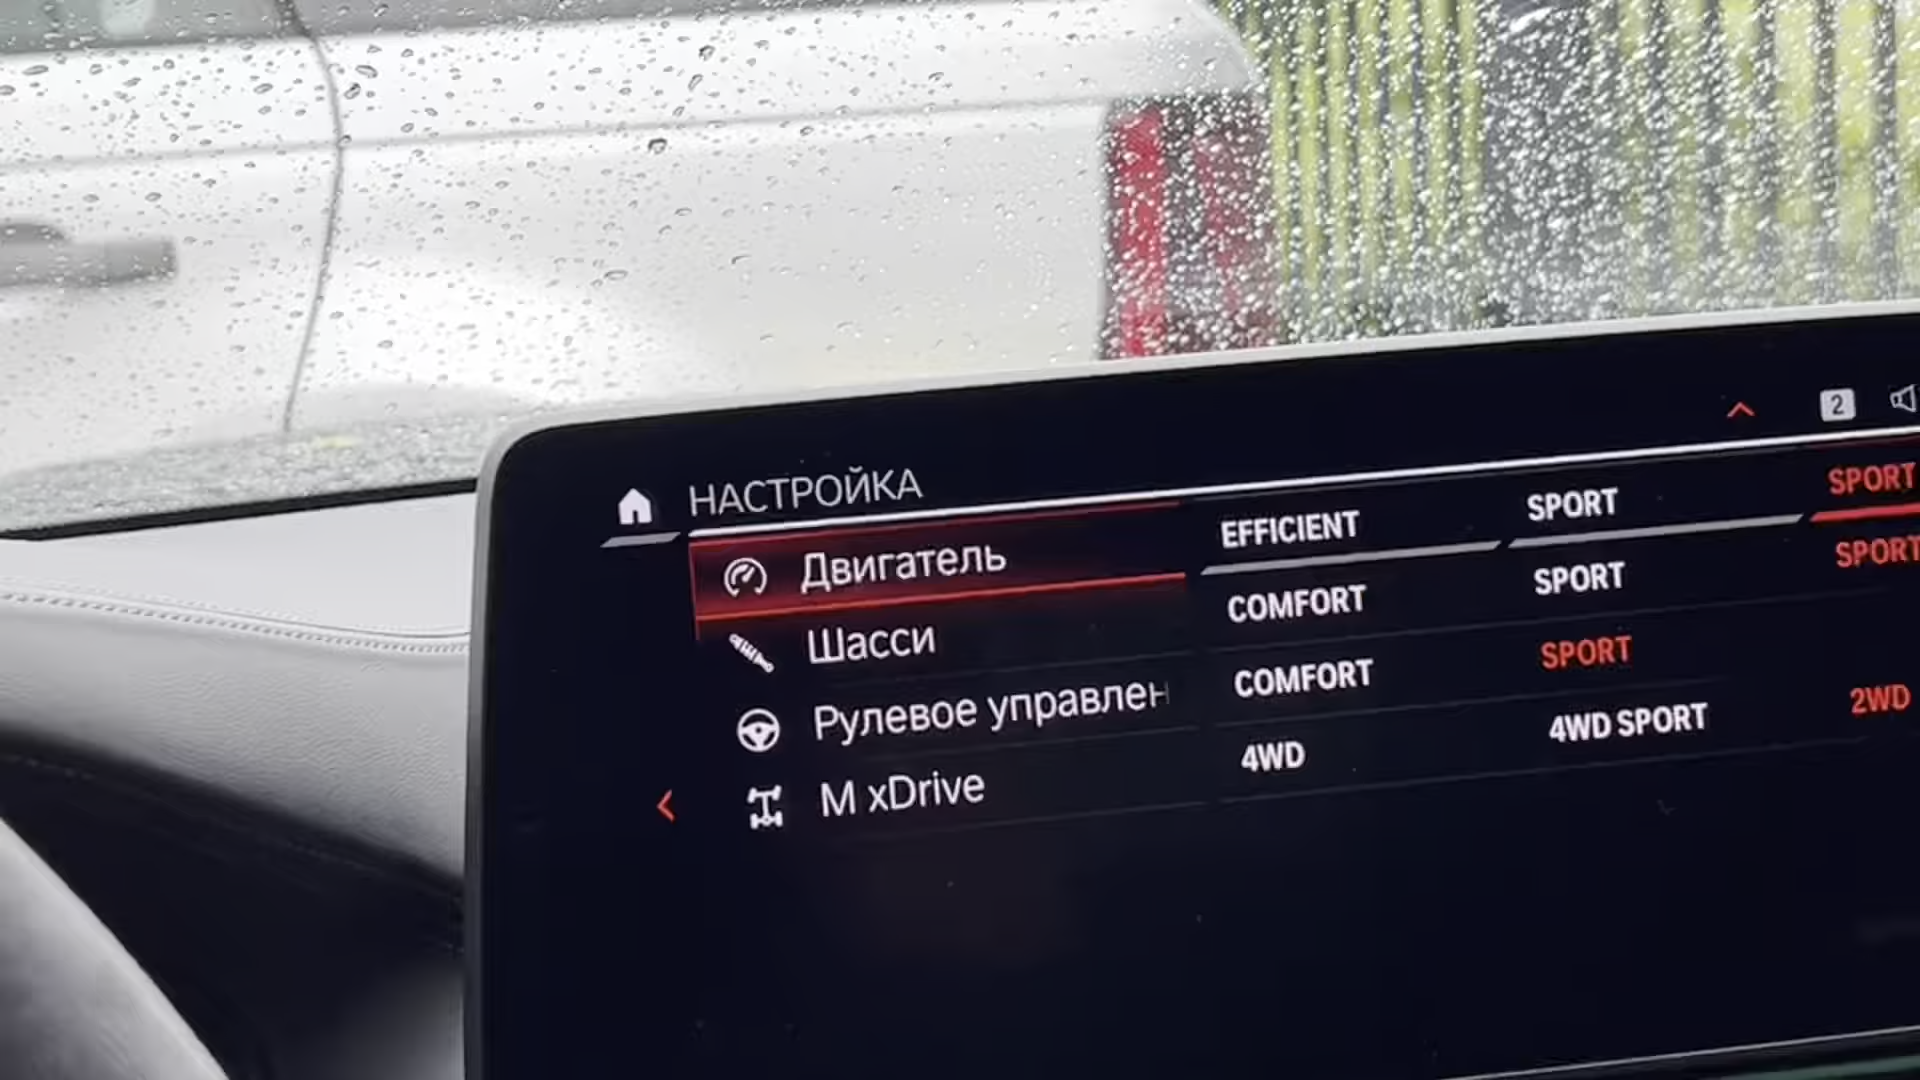 2
НАСТРОЙКА
Двигатель EFFICIENT SPORT SPORT
Шасси COMFORT SPORT SPORT
Рулевое управлен COMFORT SPORT
M xDrive 4WD 4WD SPORT 2WD